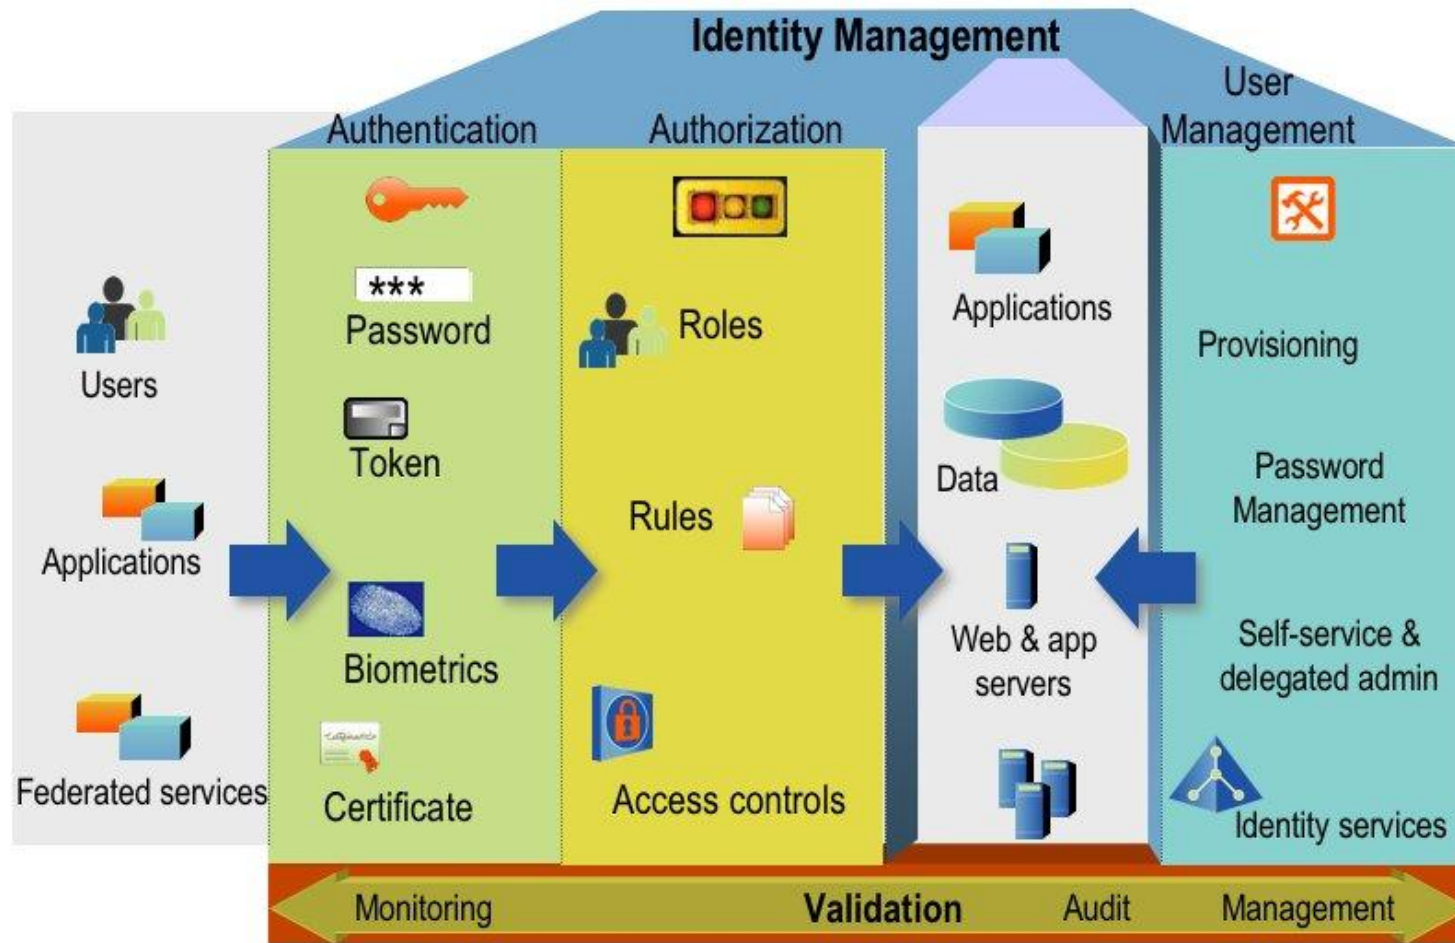 Identity Management
User
Management
Authentication
Authorization
Users
Applications
Federated services
***
Password
Token
Biometrics
Certificate
Roles
Rules
Access controls
Applications
Data
Web & app
servers
Provisioning
Password
Management
Self-service &
delegated admin
Identity services
Monitoring
Validation
Audit
Management